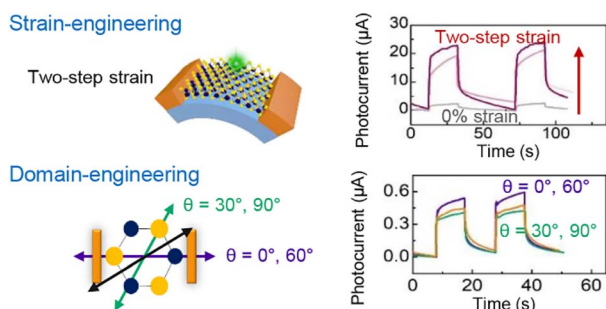 Strain-engineering
Two-step strain
Photocurrent (µA)
30
20
10
0
Two-step strain
0% strain
0
50
100
Time (s)
Domain-engineering
θ = 30°, 90°
θ = 0°, 60°
Photocurrent (µA)
0.6
0.3
0.0
θ = 0°, 60°
θ = 30°, 90°
0
20
40
60
Time (s)